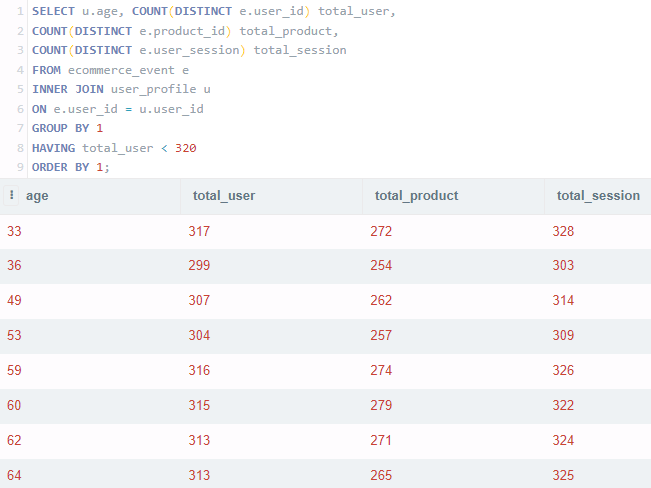 1 SELECT u.age, COUNT(DISTINCT e.user_id) total_user,
2 COUNT(DISTINCT e.product_id) total_product,
3 COUNT(DISTINCT e.user_session) total_session
4 FROM ecommerce_event e
5 INNER JOIN user_profile u
6 ON e.user_id = u.user_id
7 GROUP BY 1
8 HAVING total_user < 320
9 ORDER BY 1;
age total_user total_product total_session
33 317 272 328
36 299 254 303
49 307 262 314
53 304 257 309
59 316 274 326
60 315 279 322
62 313 271 324
64 313 265 325